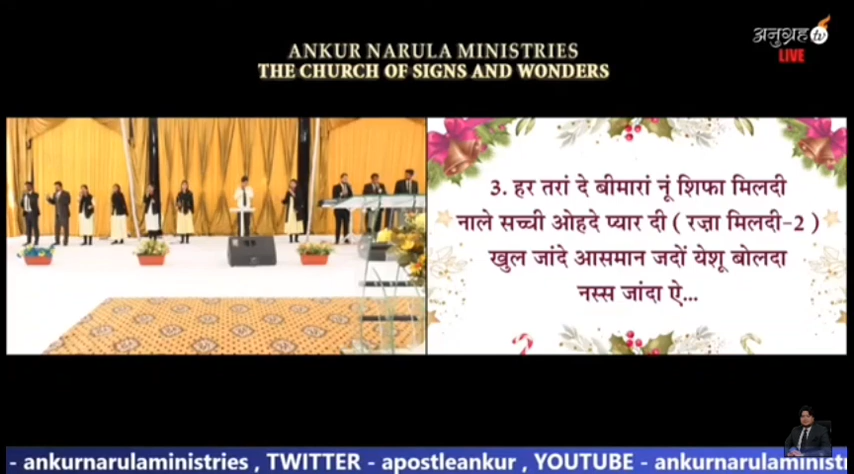 ANKUR NARULA MINISTRIES
THE CHURCH OF SIGNS AND WONDERS
अनुग्रह tv
LIVE
3. हर तरां दे बीमारां नूं शिफा मिलदी
नाले सच्ची ओहदे प्यार दी ( रज़ा मिलदी-2 )
खुल जांदे आसमान जदों येशू बोलदा
नस्स जांदा ऐ...
- ankurnarulaministries , TWITTER - apostleankur , YOUTUBE - ankurnarulaminist